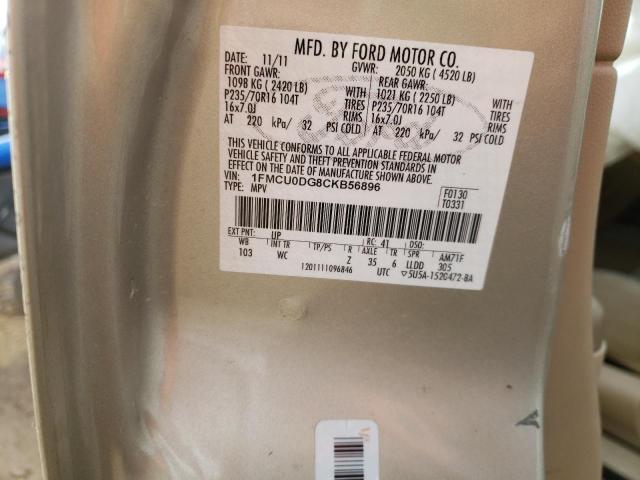 MFD. BY FORD MOTOR CO.
DATE: 11/11 GVWR: 2050 KG ( 4520 LB)
FRONT GAWR: REAR GAWR:
1098 KG ( 2420 LB) WITH 1021 KG ( 2250 LB) WITH
P235/70R16 104T TIRES P235/70R16 104T TIRES
16x7.0J RIMS 16x7.0J RIMS
AT 220 kPa/ 32 PSI COLD AT 220 kPa/ 32 PSI COLD
THIS VEHICLE CONFORMS TO ALL APPLICABLE FEDERAL MOTOR
VEHICLE SAFETY AND THEFT PREVENTION STANDARDS IN
EFFECT ON THE DATE OF MANUFACTURE SHOWN ABOVE.
VIN: 1FMCU0DG8CKB56896
TYPE: MPV
F0130
T0331
EXT PNT: UP RC: 41 DSO:
WB INT TR TP/PS R AXLE TR SPR AM71F
103 WC Z 35 6 LLDD 305
1201111096846 UTC 5U5A-1520472-BA